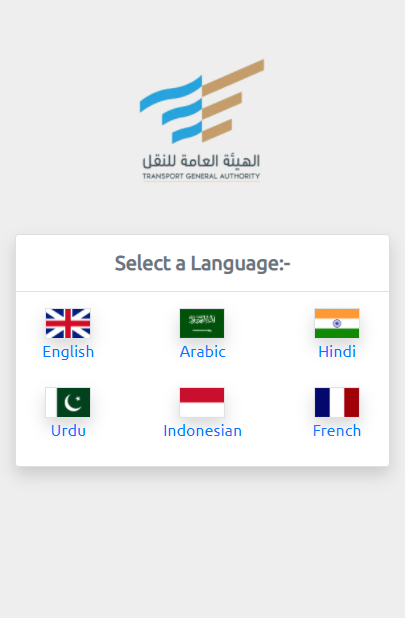 الهيئة العامة للنقل
TRANSPORT GENERAL AUTHORITY
Select a Language:-
English
Arabic
Hindi
Urdu
Indonesian
French